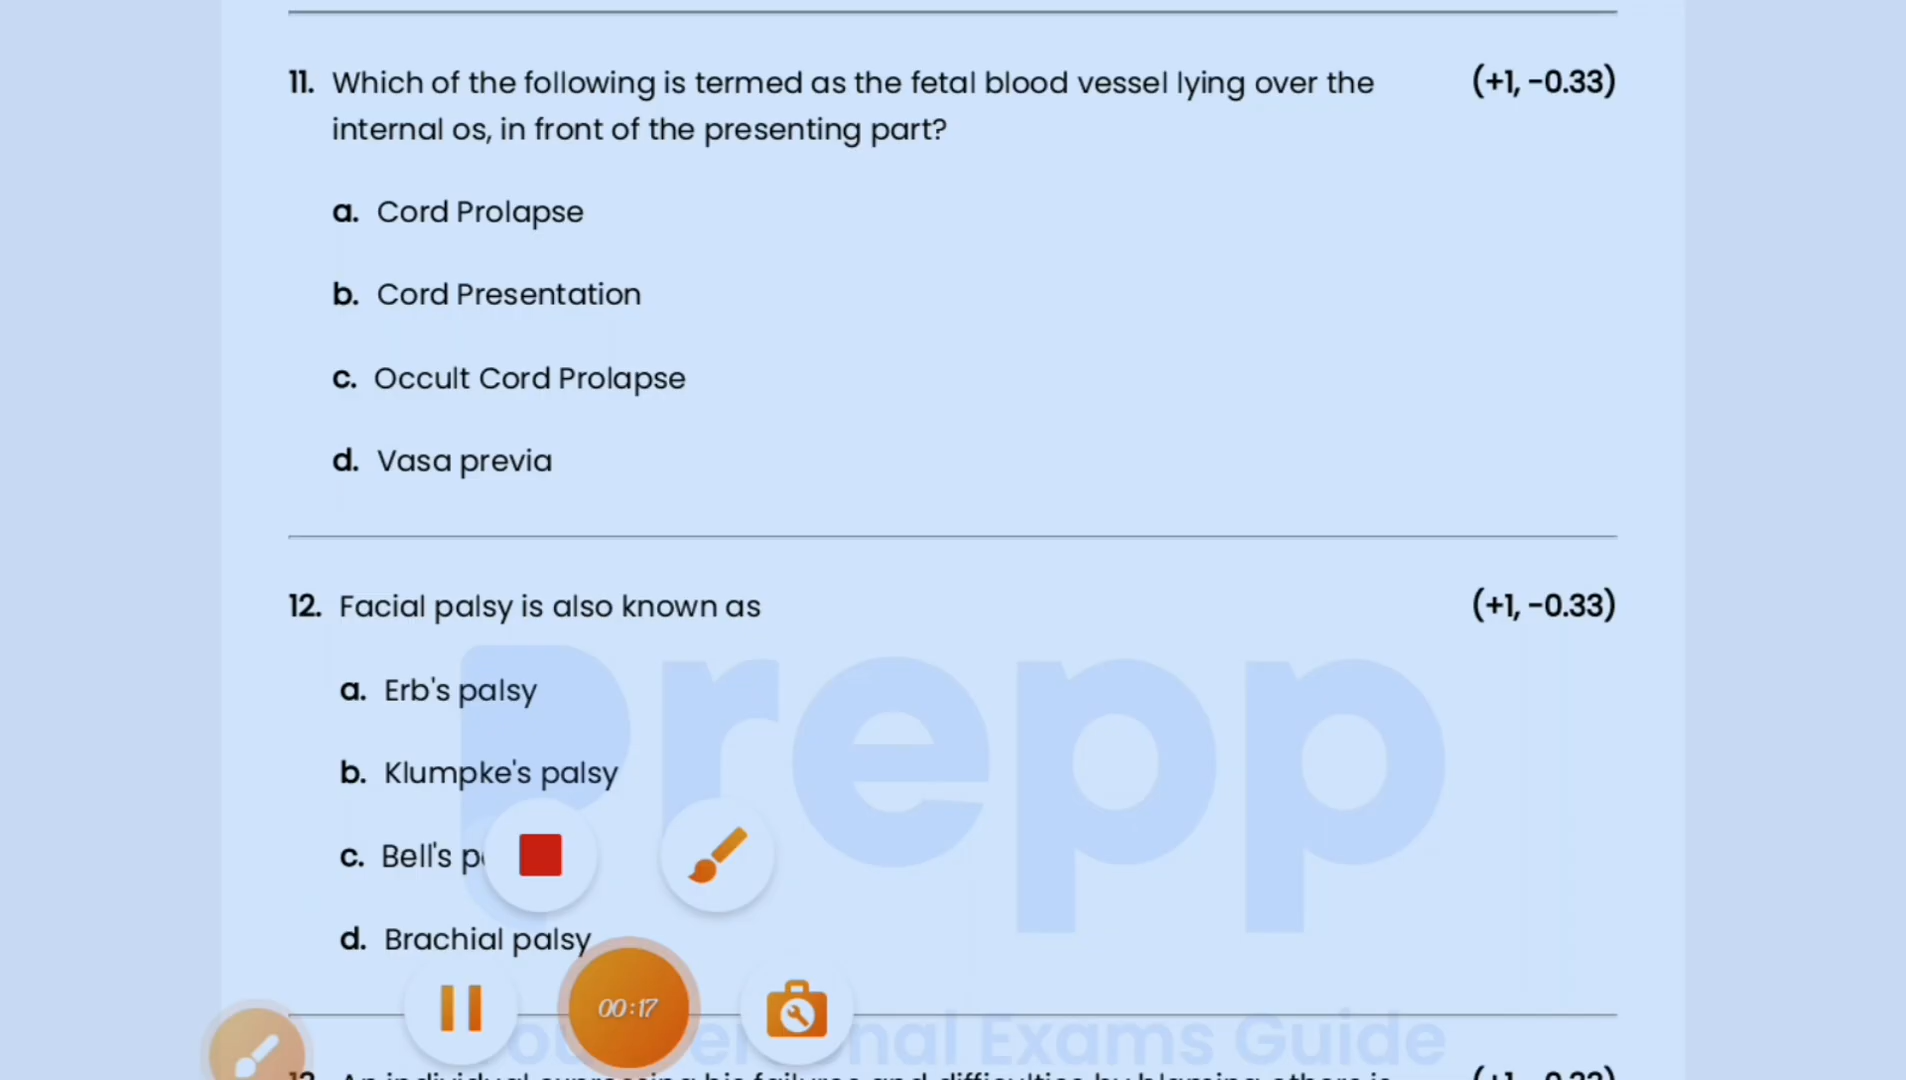 11. Which of the following is termed as the fetal blood vessel lying over the (+1, -0.33)
internal os, in front of the presenting part?
a. Cord Prolapse
b. Cord Presentation
c. Occult Cord Prolapse
d. Vasa previa
12. Facial palsy is also known as (+1, -0.33)
Prepp
a. Erb's palsy
b. Klumpke's palsy
c. Bell's
d. Brachial palsy
00:17
Exams Guide